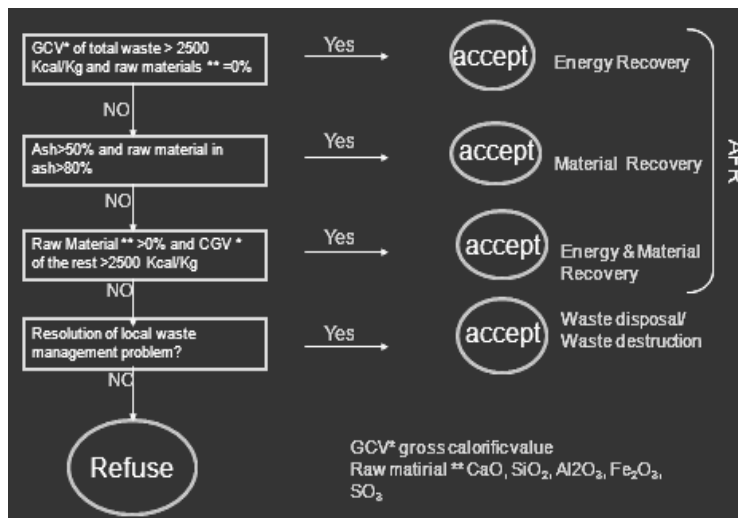 GCV* of total waste > 2500
Kcal/Kg and raw materials ** =0%
Yes
accept
Energy Recovery
NO
Ash>50% and raw material in
ash>80%
Yes
accept
Material Recovery
AFR
NO
Raw Material ** >0% and CGV *
of the rest >2500 Kcal/Kg
Yes
accept
Energy & Material
Recovery
NO
Resolution of local waste
management problem?
Yes
accept
Waste disposal/
Waste destruction
NO
Refuse
GCV* gross calorific value
Raw matirial ** CaO, SiO₂, Al2O₃, Fe₂O₃,
SO₃